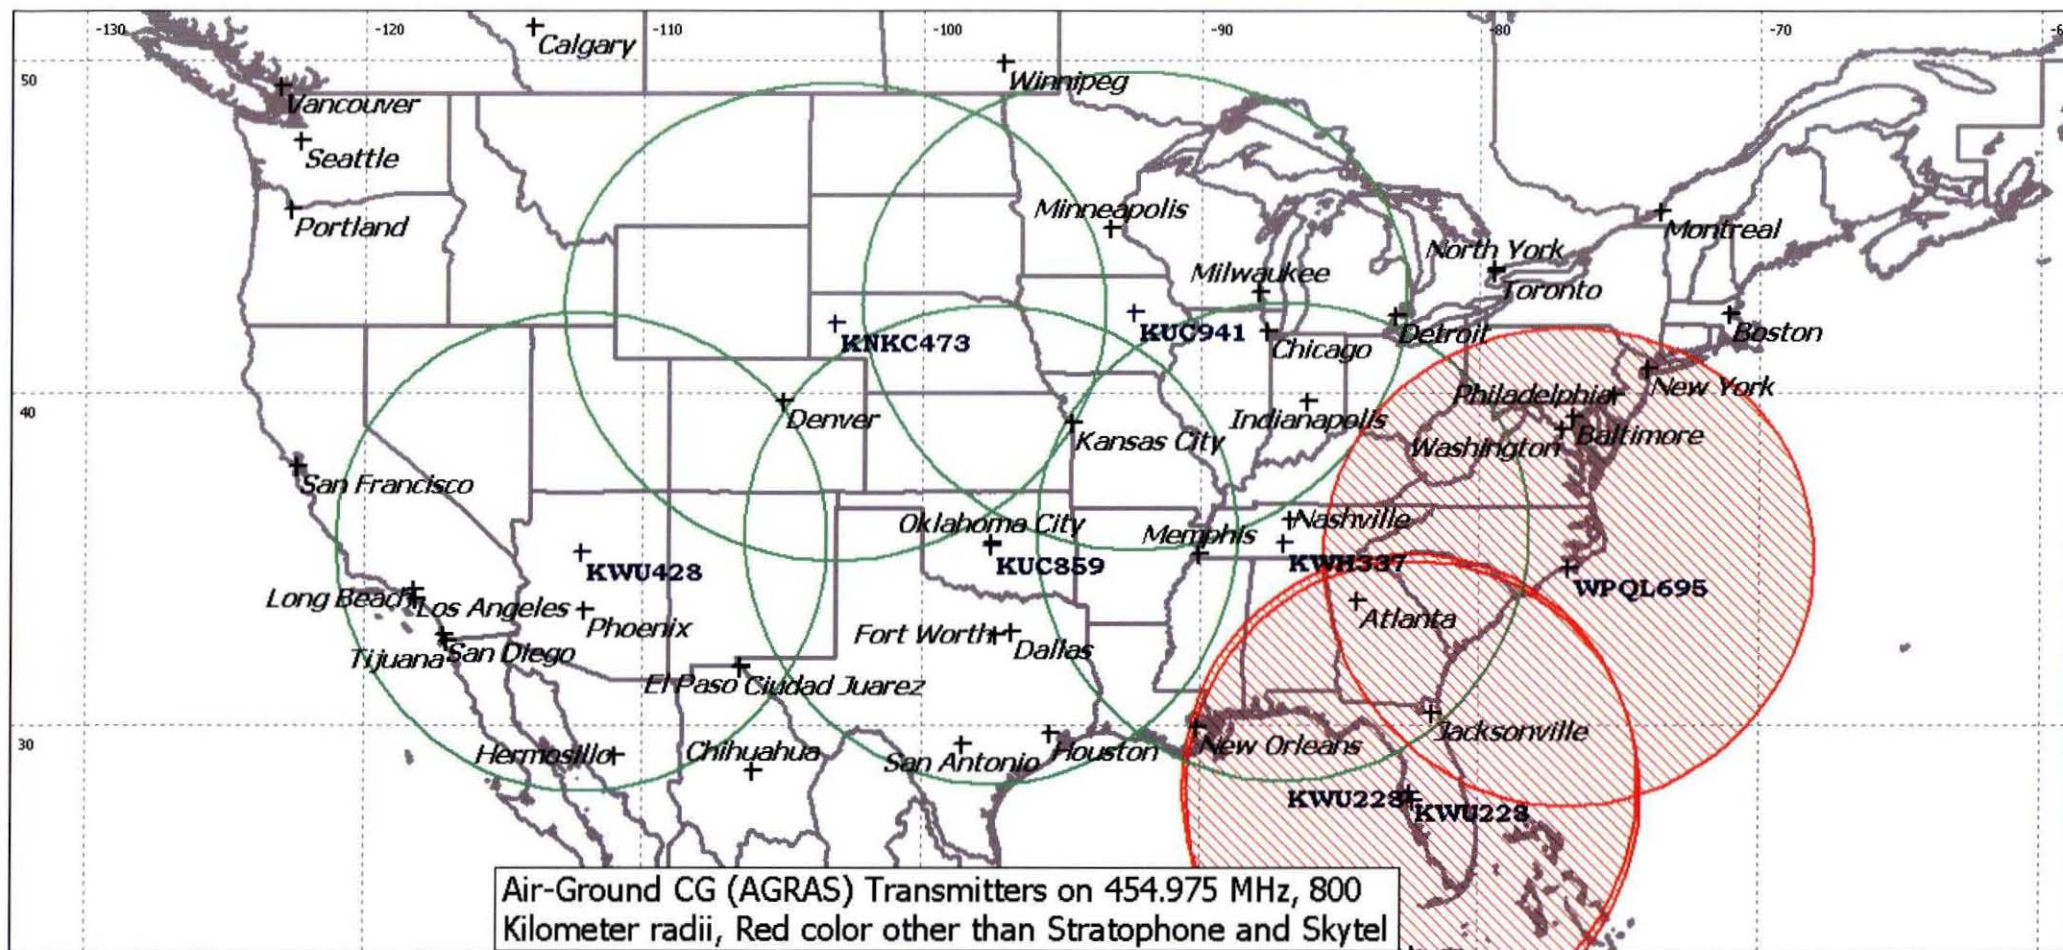 -130 -120 -110 -100 -90 -80 -70
Calgary
50
Winnipeg
Vancouver
Seattle
Minneapolis
Portland
Montreal
North York
Milwaukee
Toronto
KNKC473
KUC941
Detroit
Boston
Chicago
Philadelphia
New York
40
Denver
Indianapolis
Kansas City
Washington
Baltimore
San Francisco
Oklahoma City
Memphis
Nashville
KWU428
KUC859
KWH337
WPQL695
Long Beach
Los Angeles
Phoenix
Atlanta
Fort Worth
Dallas
Tijuana
San Diego
El Paso
Ciudad Juarez
30
Jacksonville
Hermosillo
Chihuahua
San Antonio
Houston
New Orleans
KWU228
KWU228
Air-Ground CG (AGRAS) Transmitters on 454.975 MHz, 800
Kilometer radii, Red color other than Stratophone and Skytel